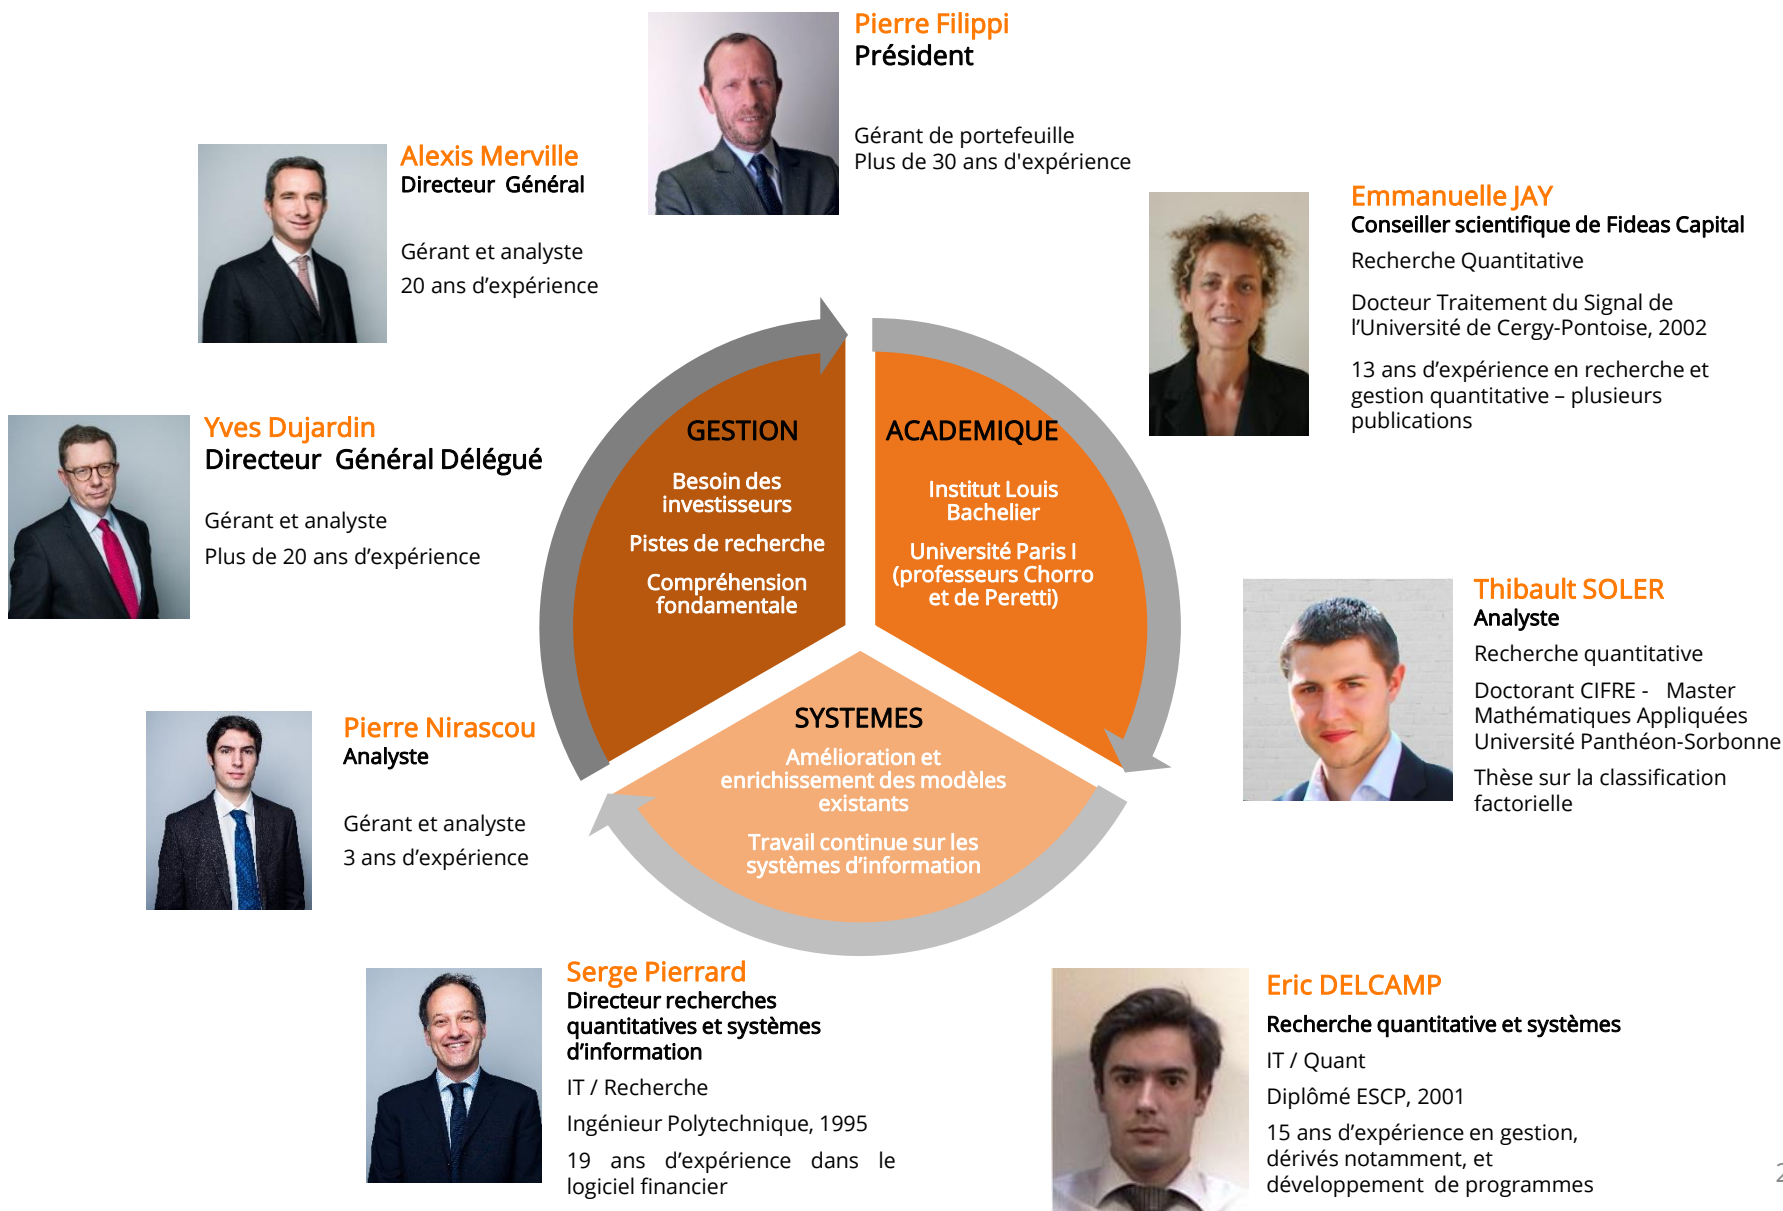 Pierre Filippi
Président
Gérant de portefeuille
Plus de 30 ans d'expérience
Alexis Merville
Directeur  Général
Gérant et analyste
20 ans d’expérience
Emmanuelle JAY
Conseiller scientifique de Fideas Capital
Recherche Quantitative
Docteur Traitement du Signal de
l’Université de Cergy-Pontoise, 2002
13 ans d’expérience en recherche et
gestion quantitative – plusieurs
publications
Yves Dujardin
Directeur  Général Délégué
Gérant et analyste
Plus de 20 ans d’expérience
GESTION
Besoin des
investisseurs
Pistes de recherche
Compréhension
fondamentale
ACADEMIQUE
Institut Louis
Bachelier
Université Paris I
(professeurs Chorro
et de Peretti)
Thibault SOLER
Analyste
Recherche quantitative
Doctorant CIFRE -   Master
Mathématiques Appliquées
Université Panthéon-Sorbonne
Thèse sur la classification
factorielle
Pierre Nirascou
Analyste
Gérant et analyste
3 ans d’expérience
SYSTEMES
Amélioration et
enrichissement des modèles
existants
Travail continue sur les
systèmes d’information
Serge Pierrard
Directeur recherches
quantitatives et systèmes
d’information
IT / Recherche
Ingénieur Polytechnique, 1995
19 ans d’expérience dans le
logiciel financier
Eric DELCAMP
Recherche quantitative et systèmes
IT / Quant
Diplômé ESCP, 2001
15 ans d’expérience en gestion,
dérivés notamment, et
développement  de programmes